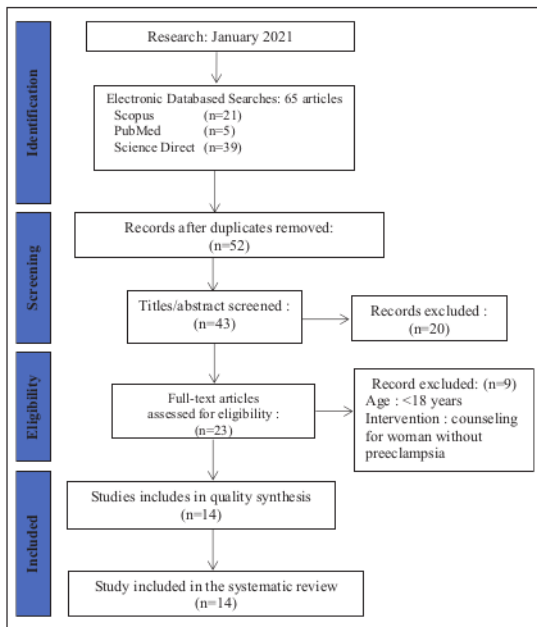 Identification
Research: January 2021
Electronic Databased Searches: 65 articles
Scopus (n=21)
PubMed (n=5)
Science Direct (n=39)
Screening
Records after duplicates removed:
(n=52)
Titles/abstract screened :
(n=43)
Records excluded :
(n=20)
Eligibility
Full-text articles
assessed for eligibility :
(n=23)
Record excluded: (n=9)
Age : <18 years
Intervention : counseling
for woman without
preeclampsia
Included
Studies includes in quality synthesis
(n=14)
Study included in the systematic review
(n=14)